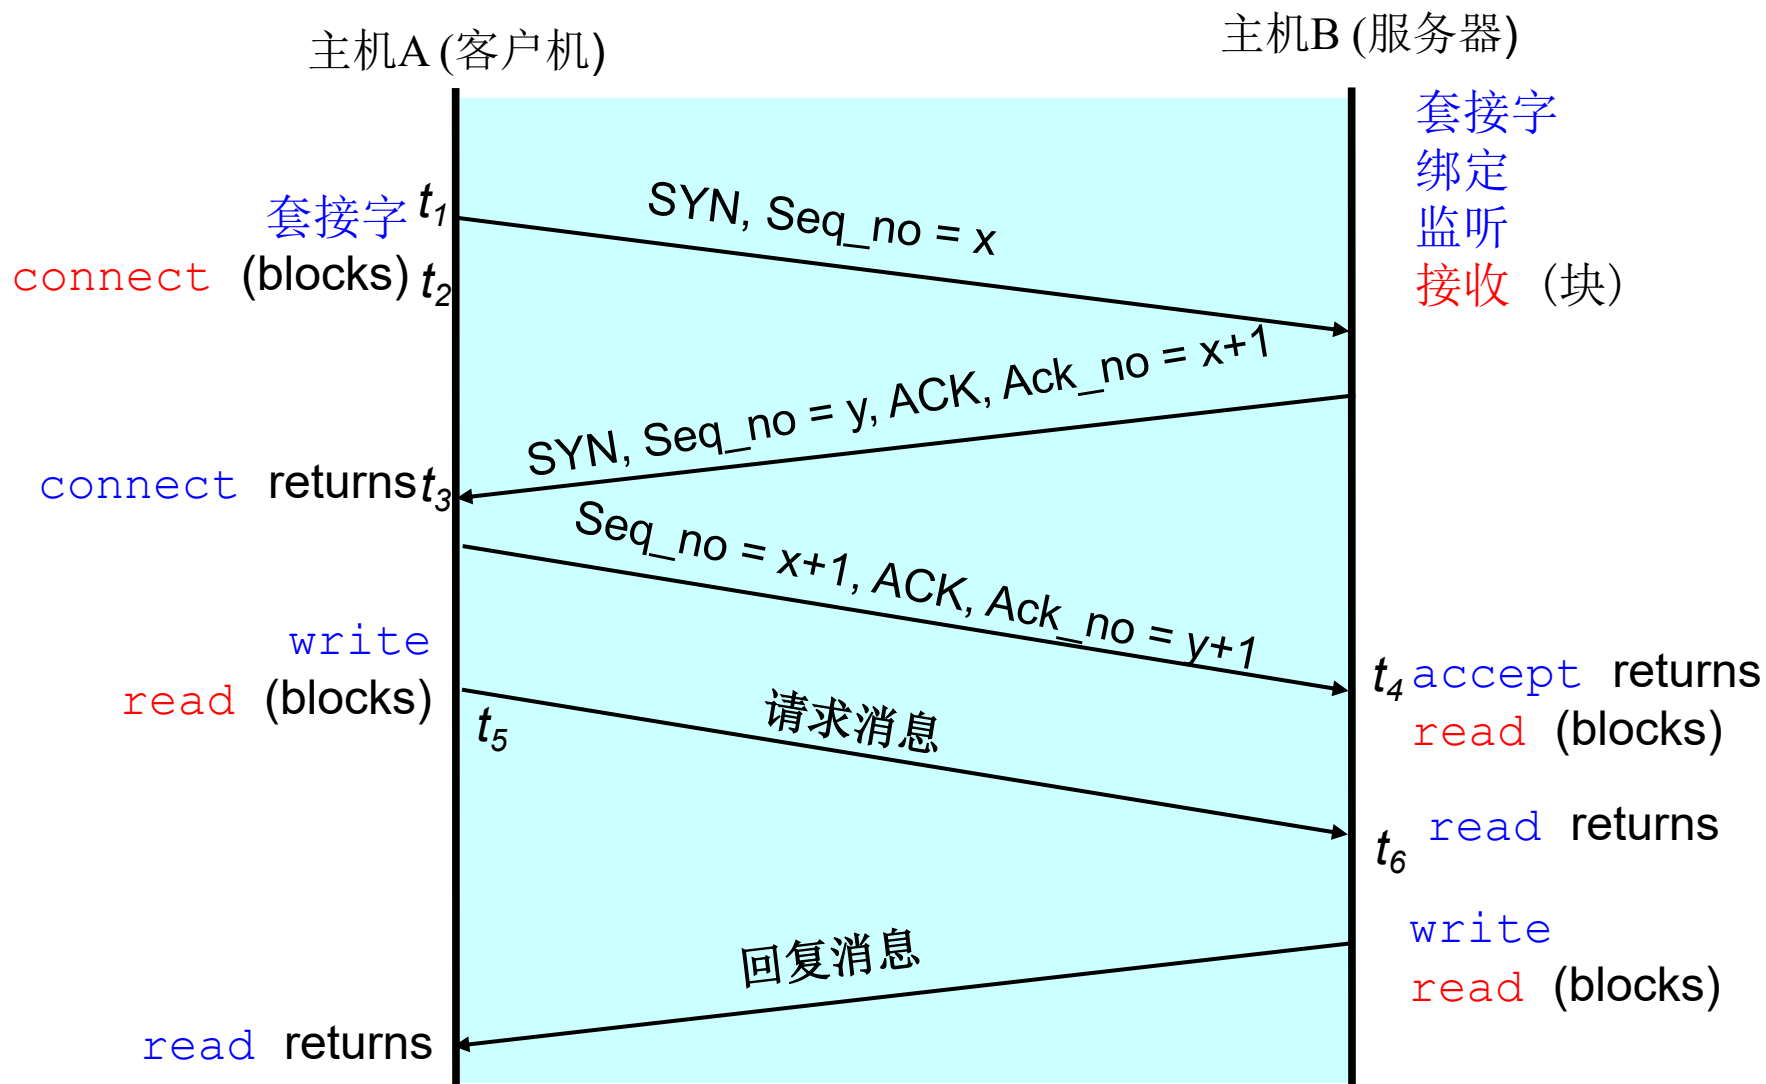 主机A (客户机)
主机B (服务器)
套接字
绑定
监听
接收 (块)
套接字 t1
connect (blocks) t2
SYN, Seq_no = x
SYN, Seq_no = y, ACK, Ack_no = x+1
connect returns t3
Seq_no = x+1, ACK, Ack_no = y+1
write
read (blocks)
t4 accept returns
read (blocks)
t5
请求消息
t6 read returns
write
read (blocks)
回复消息
read returns